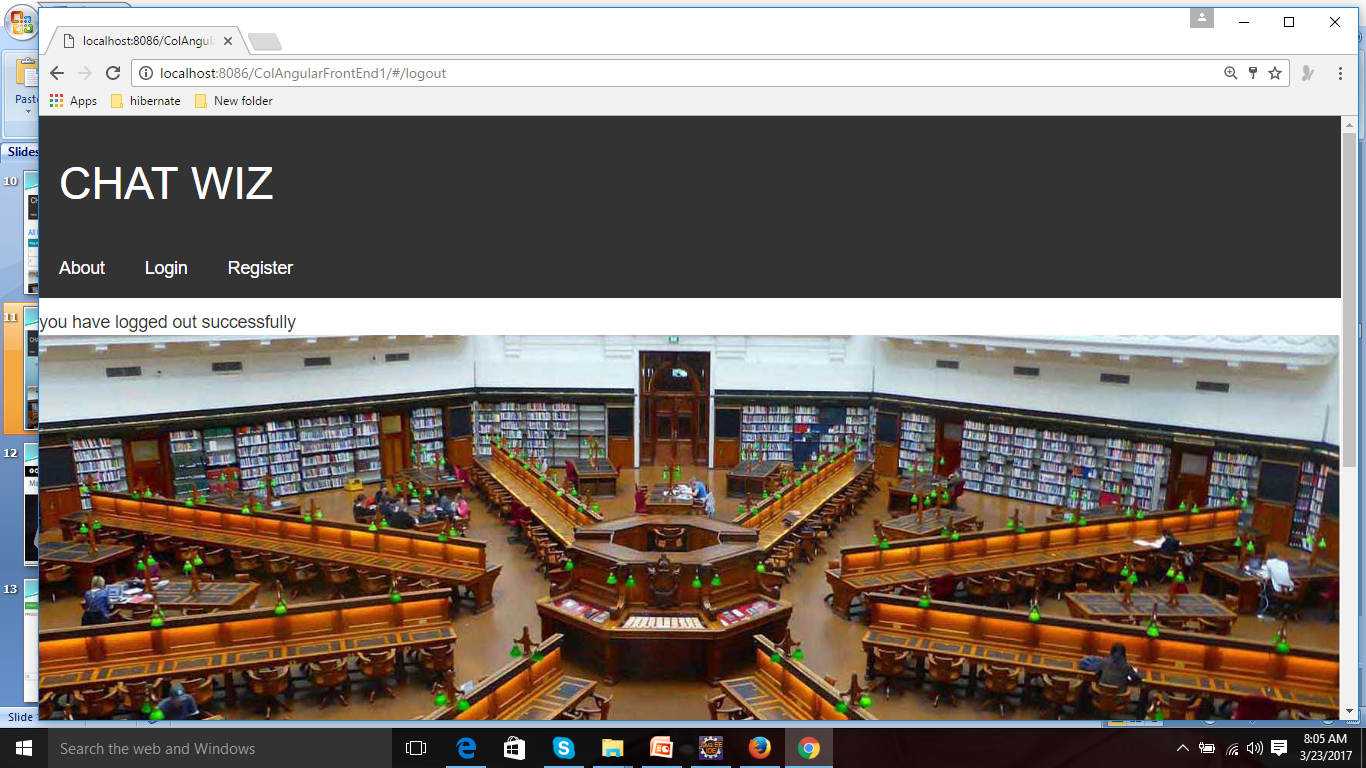 localhost:8086/ColAngula
localhost:8086/ColAngularFrontEnd1/#/logout
Apps hibernate New folder
Paste
Slides
CHAT WIZ
About Login Register
you have logged out successfully
10
11
12
13
Slide
Search the web and Windows
8:05 AM
3/23/2017